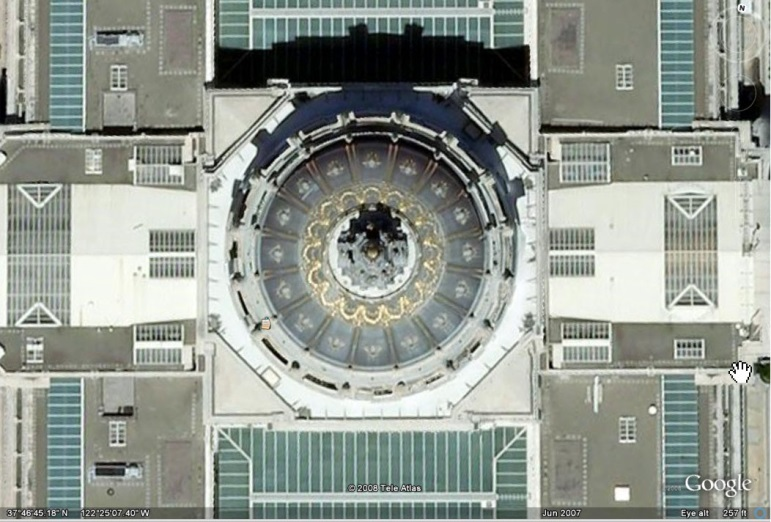 N
© 2008 Tele Atlas
Google
37°46'45.18" N 122°25'07.40" W Jun 2007 Eye alt 257 ft